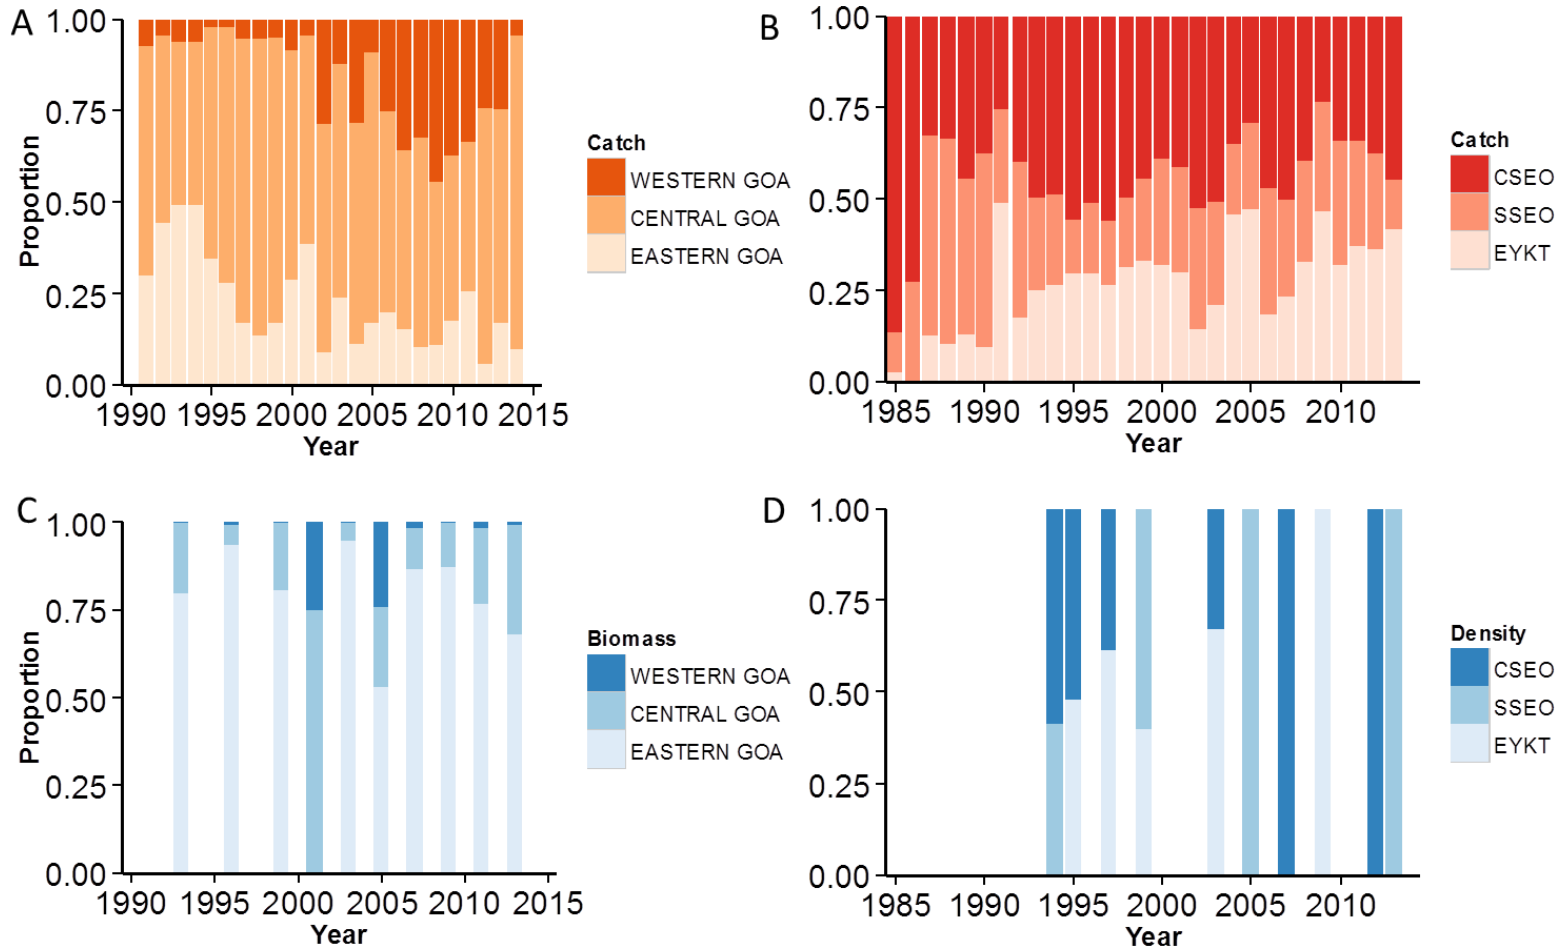 A
1.00
0.75
0.50
0.25
0.00
Proportion
1990 1995 2000 2005 2010 2015
Year
Catch
WESTERN GOA
CENTRAL GOA
EASTERN GOA
B
1.00
0.75
0.50
0.25
0.00
1985 1990 1995 2000 2005 2010
Year
Catch
CSEO
SSEO
EYKT
C
1.00
0.75
0.50
0.25
0.00
Proportion
1990 1995 2000 2005 2010 2015
Year
Biomass
WESTERN GOA
CENTRAL GOA
EASTERN GOA
D
1.00
0.75
0.50
0.25
0.00
1985 1990 1995 2000 2005 2010
Year
Density
CSEO
SSEO
EYKT